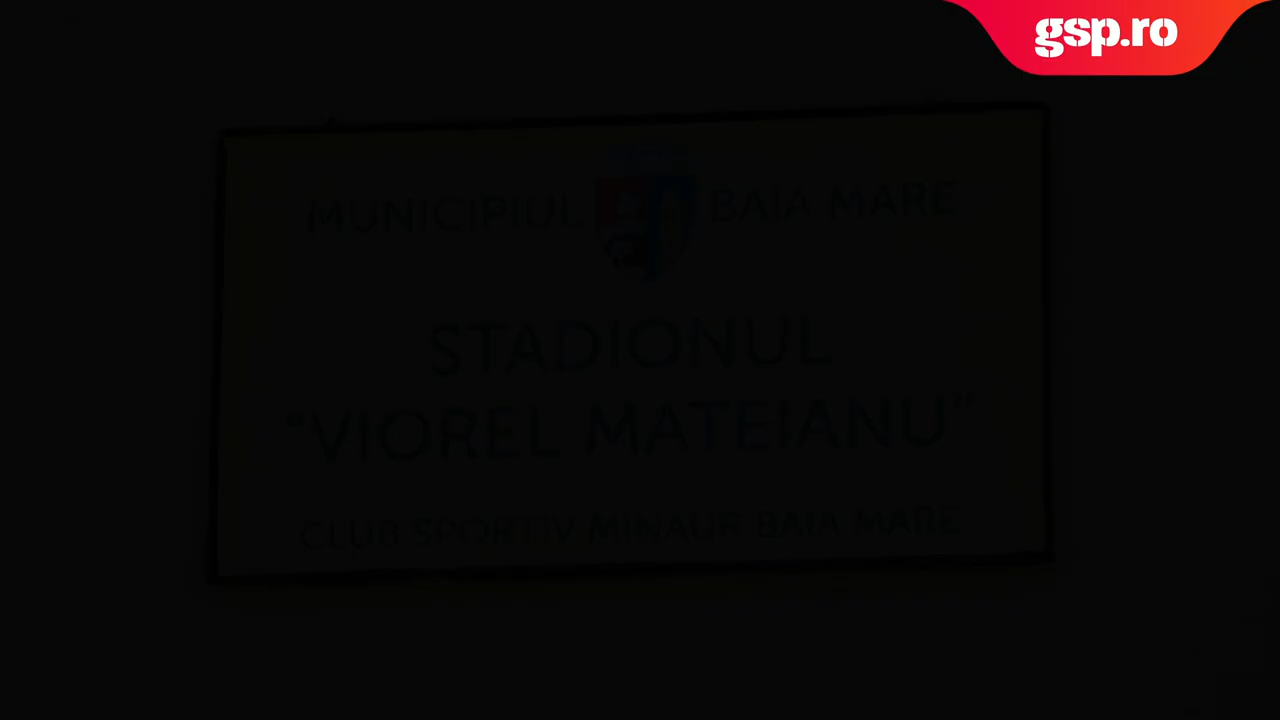 gsp.ro
MUNICIPIUL BAIA MARE
STADIONUL
"VIOREL MATEIANU"
CLUB SPORTIV MINAUR BAIA MARE